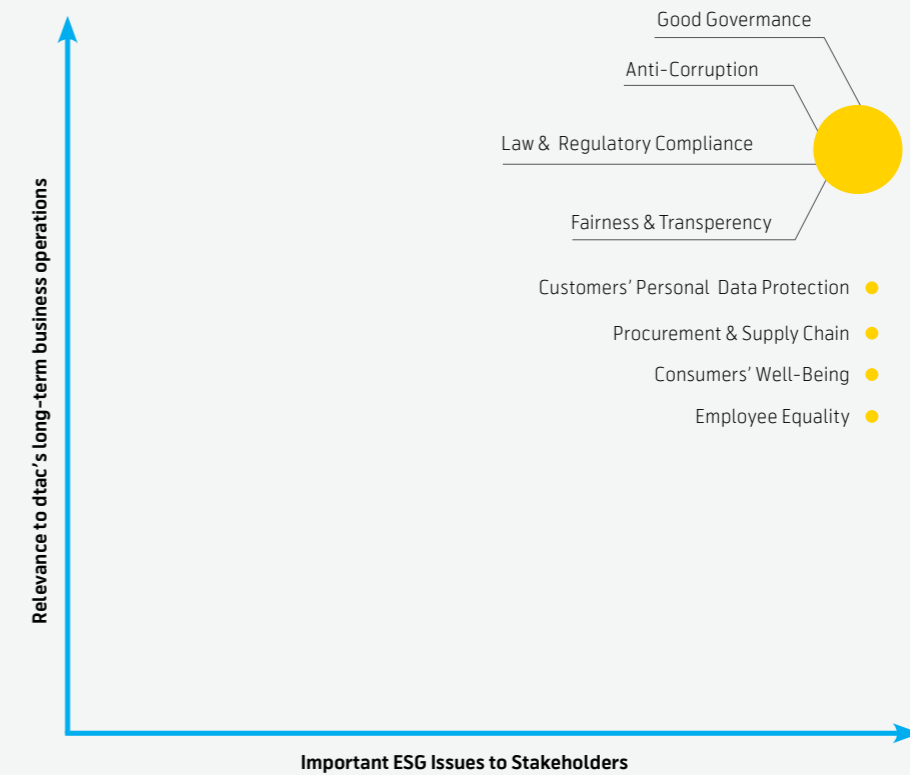 Good Govermance
Anti-Corruption
Law & Regulatory Compliance
Fairness & Transperency
Customers' Personal Data Protection
Procurement & Supply Chain
Consumers' Well-Being
Employee Equality
Relevance to dtac's long-term business operations
Important ESG Issues to Stakeholders